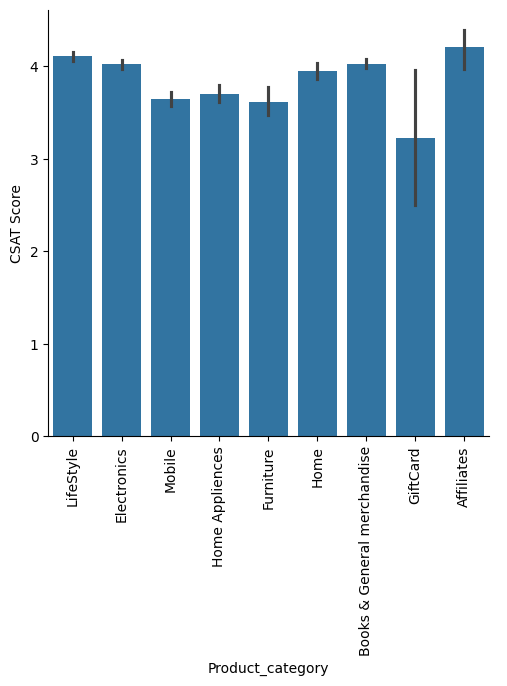 CSAT Score
4
3
2
1
0
LifeStyle
Electronics
Mobile
Home Appliences
Furniture
Home
Books & General merchandise
GiftCard
Affiliates
Product_category